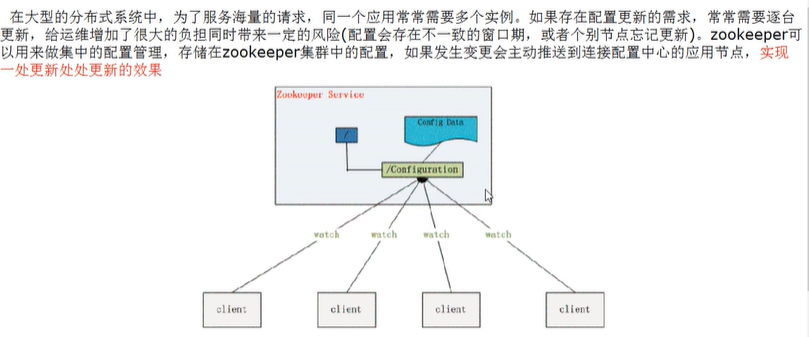 在大型的分布式系统中，为了服务海量的请求，同一个应用常常需要多个实例。如果存在配置更新的需求，常常需要逐台
更新，给运维增加了很大的负担同时带来一定的风险(配置会存在不一致的窗口期，或者个别节点忘记更新)。zookeeper可
以用来做集中的配置管理，存储在zookeeper集群中的配置，如果发生变更会主动推送到连接配置中心的应用节点，实现
一处更新处处更新的效果
Zookeeper Service
/
Config Data
/Configuration
watch watch watch watch
client client client client